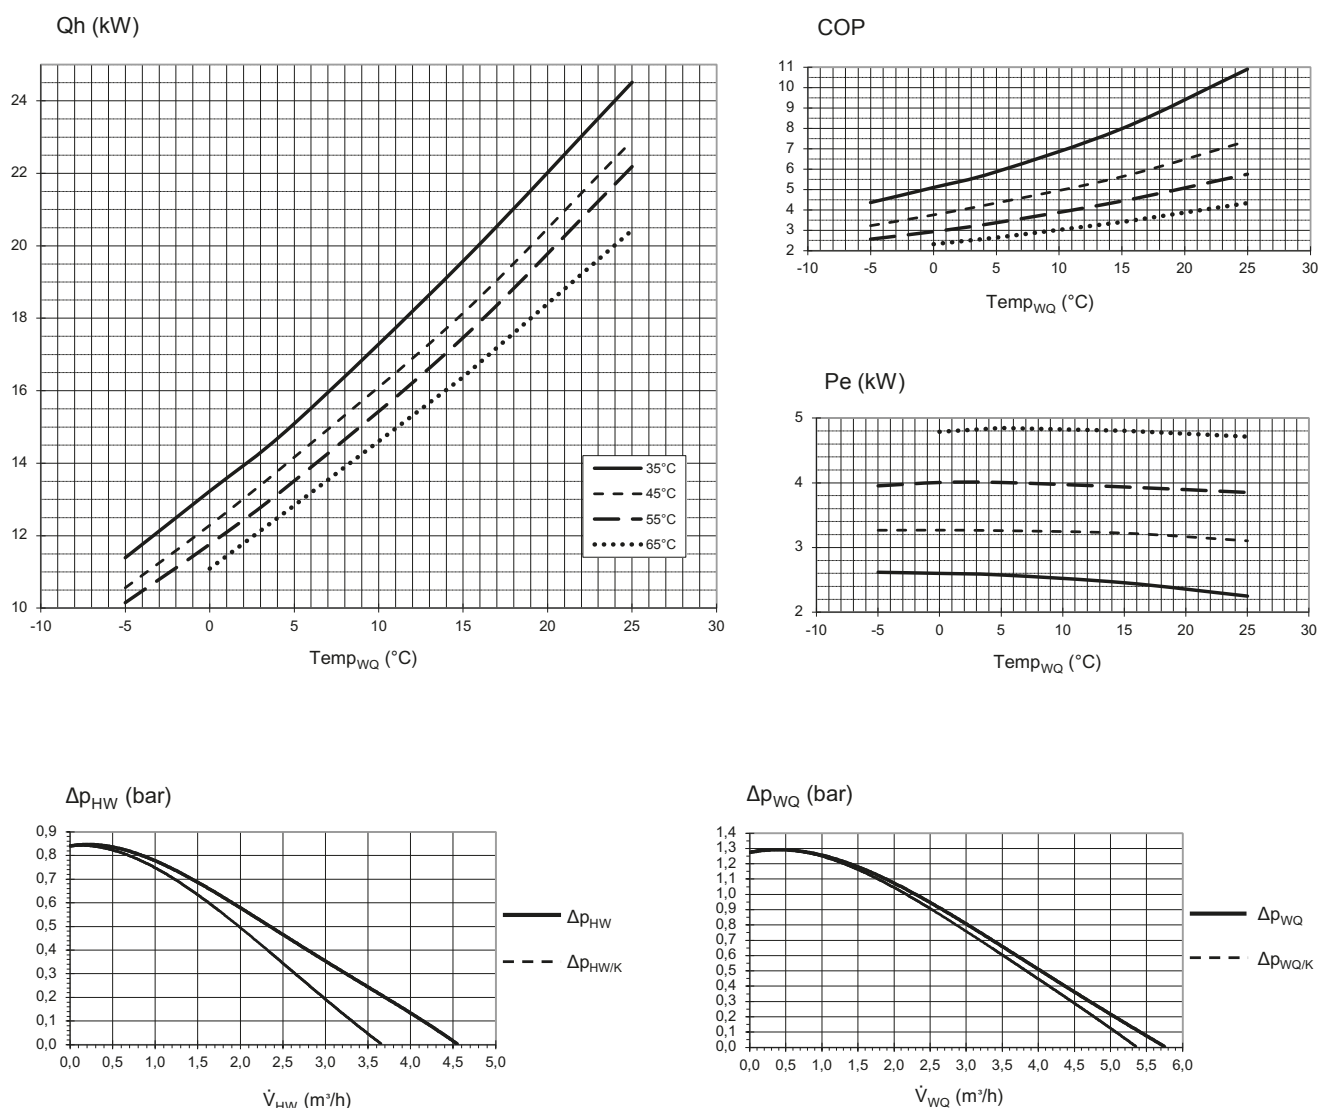 Qh (kW)
24
22
20
18
16
14
12
10
-10 -5 0 5 10 15 20 25 30
Temp_WQ (°C)
35°C
45°C
55°C
65°C
COP
11
10
9
8
7
6
5
4
3
2
-10 -5 0 5 10 15 20 25 30
Temp_WQ (°C)
Pe (kW)
5
4
3
2
-10 -5 0 5 10 15 20 25 30
Temp_WQ (°C)
Δp_HW (bar)
0,9
0,8
0,7
0,6
0,5
0,4
0,3
0,2
0,1
0,0
0,0 0,5 1,0 1,5 2,0 2,5 3,0 3,5 4,0 4,5 5,0
V̇_HW (m³/h)
Δp_HW
Δp_HW/K
Δp_WQ (bar)
1,4
1,3
1,2
1,1
1,0
0,9
0,8
0,7
0,6
0,5
0,4
0,3
0,2
0,1
0,0
0,0 0,5 1,0 1,5 2,0 2,5 3,0 3,5 4,0 4,5 5,0 5,5 6,0
V̇_WQ (m³/h)
Δp_WQ
Δp_WQ/K